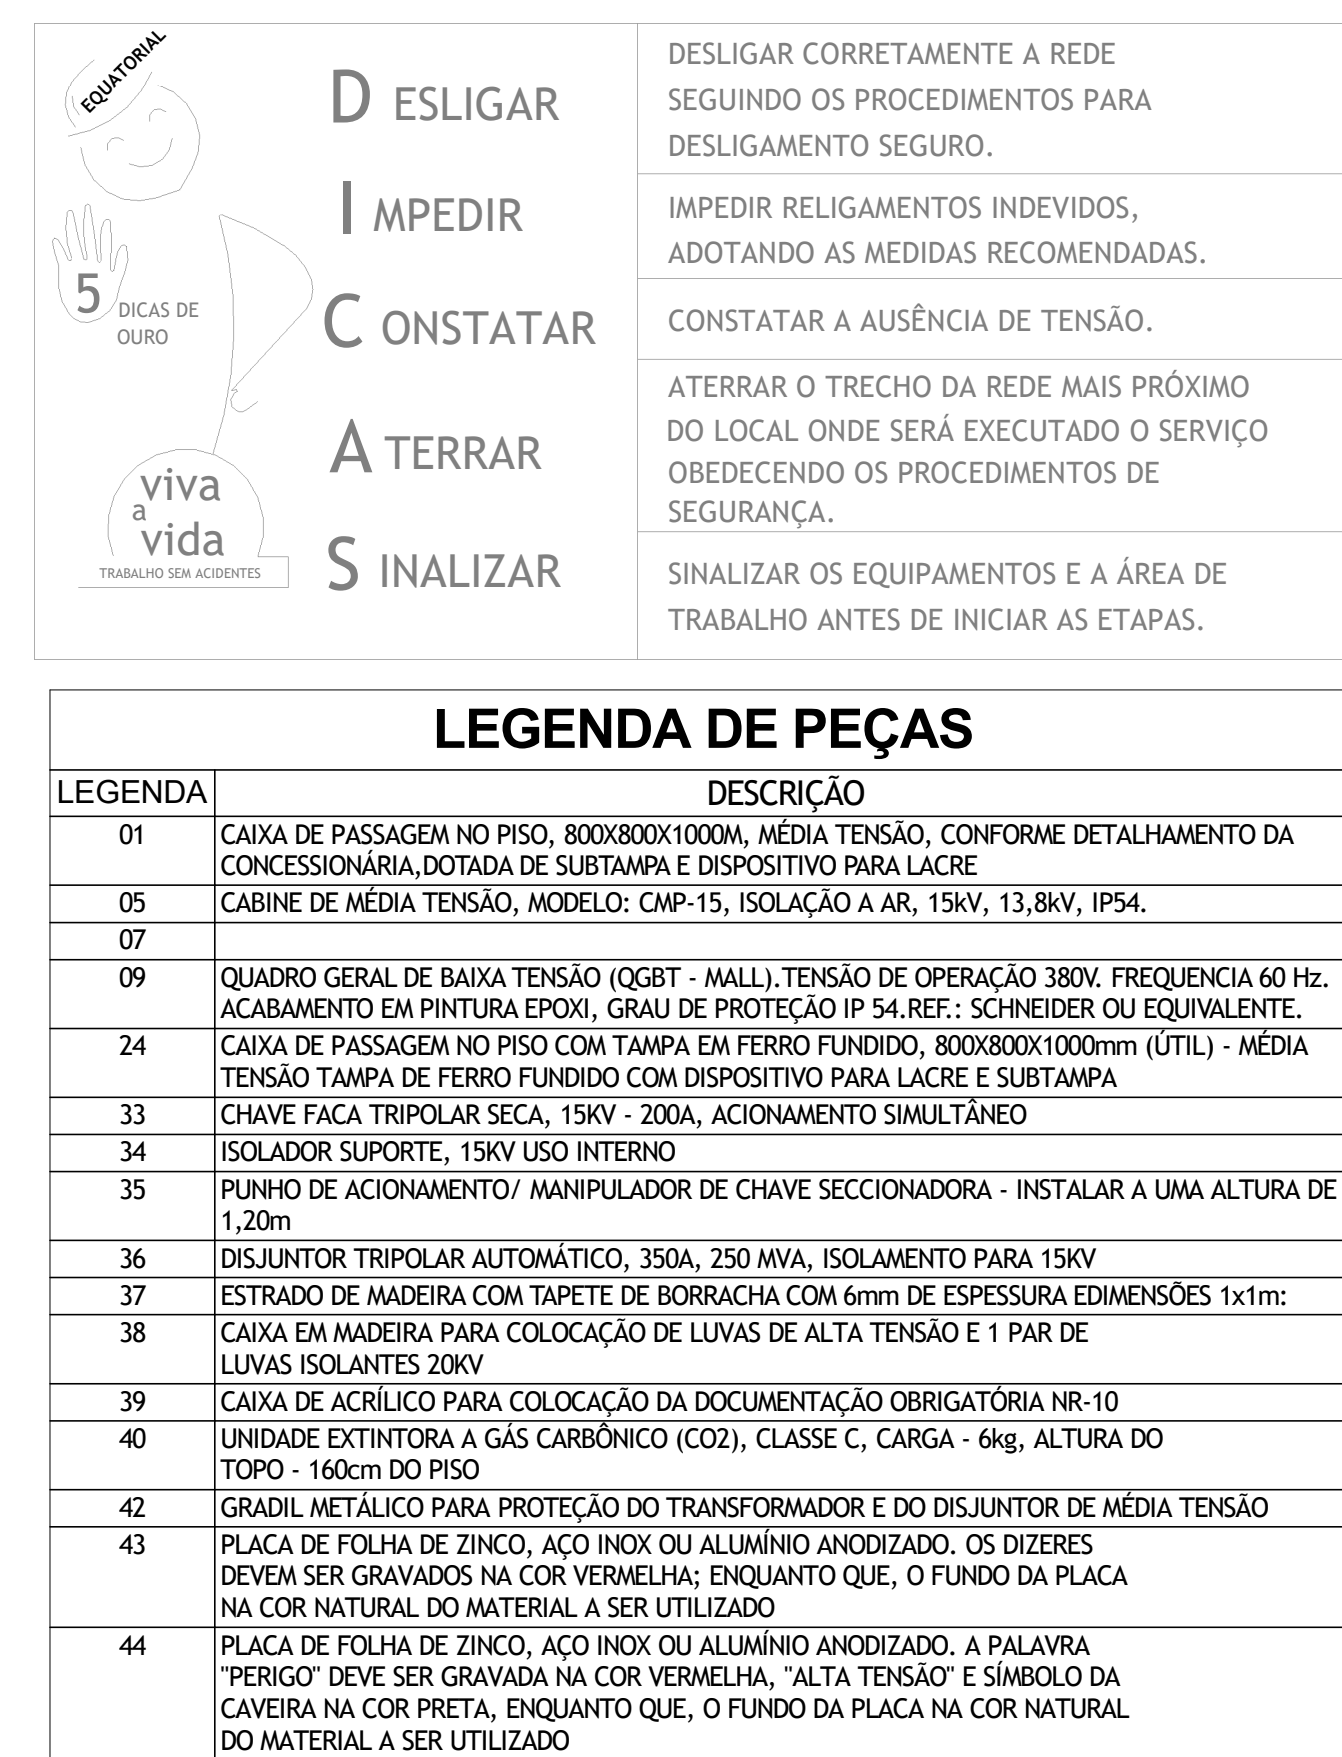 EQUATORIAL
5
DICAS DE
OURO
viva
a
vida
TRABALHO SEM ACIDENTES
D ESLIGAR
DESLIGAR CORRETAMENTE A REDE
SEGUINDO OS PROCEDIMENTOS PARA
DESLIGAMENTO SEGURO.
I MPEDIR
IMPEDIR RELIGAMENTOS INDEVIDOS,
ADOTANDO AS MEDIDAS RECOMENDADAS.
C ONSTATAR
CONSTATAR A AUSÊNCIA DE TENSÃO.
A TERRAR
ATERRAR O TRECHO DA REDE MAIS PRÓXIMO
DO LOCAL ONDE SERÁ EXECUTADO O SERVIÇO
OBEDECENDO OS PROCEDIMENTOS DE
SEGURANÇA.
S INALIZAR
SINALIZAR OS EQUIPAMENTOS E A ÁREA DE
TRABALHO ANTES DE INICIAR AS ETAPAS.
LEGENDA DE PEÇAS
LEGENDA DESCRIÇÃO
01 CAIXA DE PASSAGEM NO PISO, 800X800X1000M, MÉDIA TENSÃO, CONFORME DETALHAMENTO DA
CONCESSIONÁRIA,DOTADA DE SUBTAMPA E DISPOSITIVO PARA LACRE
05 CABINE DE MÉDIA TENSÃO, MODELO: CMP-15, ISOLAÇÃO A AR, 15kV, 13,8kV, IP54.
07
09 QUADRO GERAL DE BAIXA TENSÃO (QGBT - MALL).TENSÃO DE OPERAÇÃO 380V. FREQUENCIA 60 Hz.
ACABAMENTO EM PINTURA EPOXI, GRAU DE PROTEÇÃO IP 54.REF.: SCHNEIDER OU EQUIVALENTE.
24 CAIXA DE PASSAGEM NO PISO COM TAMPA EM FERRO FUNDIDO, 800X800X1000mm (ÚTIL) - MÉDIA
TENSÃO TAMPA DE FERRO FUNDIDO COM DISPOSITIVO PARA LACRE E SUBTAMPA
33 CHAVE FACA TRIPOLAR SECA, 15KV - 200A, ACIONAMENTO SIMULTÂNEO
34 ISOLADOR SUPORTE, 15KV USO INTERNO
35 PUNHO DE ACIONAMENTO/ MANIPULADOR DE CHAVE SECCIONADORA - INSTALAR A UMA ALTURA DE
1,20m
36 DISJUNTOR TRIPOLAR AUTOMÁTICO, 350A, 250 MVA, ISOLAMENTO PARA 15KV
37 ESTRADO DE MADEIRA COM TAPETE DE BORRACHA COM 6mm DE ESPESSURA EDIMENSÕES 1x1m:
38 CAIXA EM MADEIRA PARA COLOCAÇÃO DE LUVAS DE ALTA TENSÃO E 1 PAR DE
LUVAS ISOLANTES 20KV
39 CAIXA DE ACRÍLICO PARA COLOCAÇÃO DA DOCUMENTAÇÃO OBRIGATÓRIA NR-10
40 UNIDADE EXTINTORA A GÁS CARBÔNICO (CO2), CLASSE C, CARGA - 6kg, ALTURA DO
TOPO - 160cm DO PISO
42 GRADIL METÁLICO PARA PROTEÇÃO DO TRANSFORMADOR E DO DISJUNTOR DE MÉDIA TENSÃO
43 PLACA DE FOLHA DE ZINCO, AÇO INOX OU ALUMÍNIO ANODIZADO. OS DIZERES
DEVEM SER GRAVADOS NA COR VERMELHA; ENQUANTO QUE, O FUNDO DA PLACA
NA COR NATURAL DO MATERIAL A SER UTILIZADO
44 PLACA DE FOLHA DE ZINCO, AÇO INOX OU ALUMÍNIO ANODIZADO. A PALAVRA
"PERIGO" DEVE SER GRAVADA NA COR VERMELHA, "ALTA TENSÃO" E SÍMBOLO DA
CAVEIRA NA COR PRETA, ENQUANTO QUE, O FUNDO DA PLACA NA COR NATURAL
DO MATERIAL A SER UTILIZADO